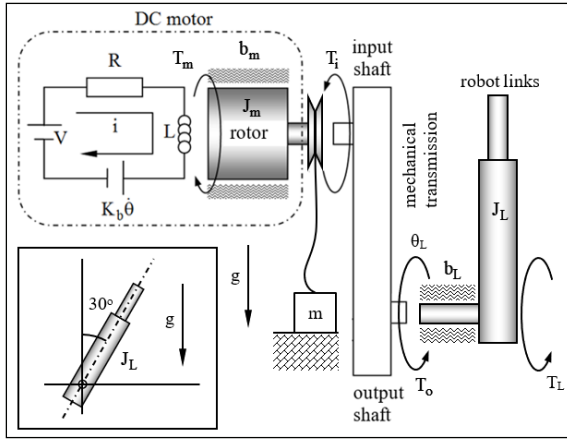 DC motor
R
V
i
L
K_b θ̇
T_m
b_m
J_m
rotor
T_i
input
shaft
mechanical
transmission
robot links
J_L
θ_L
b_L
T_o
T_L
output
shaft
g
m
30°
g
J_L